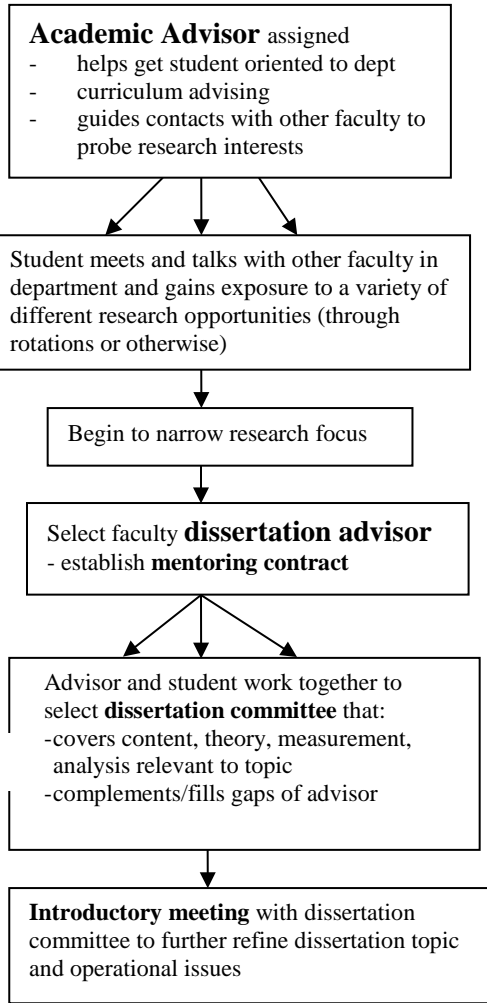 Academic Advisor assigned
- helps get student oriented to dept
- curriculum advising
- guides contacts with other faculty to
probe research interests
Student meets and talks with other faculty in
department and gains exposure to a variety of
different research opportunities (through
rotations or otherwise)
Begin to narrow research focus
Select faculty dissertation advisor
- establish mentoring contract
Advisor and student work together to
select dissertation committee that:
-covers content, theory, measurement,
analysis relevant to topic
-complements/fills gaps of advisor
Introductory meeting with dissertation
committee to further refine dissertation topic
and operational issues